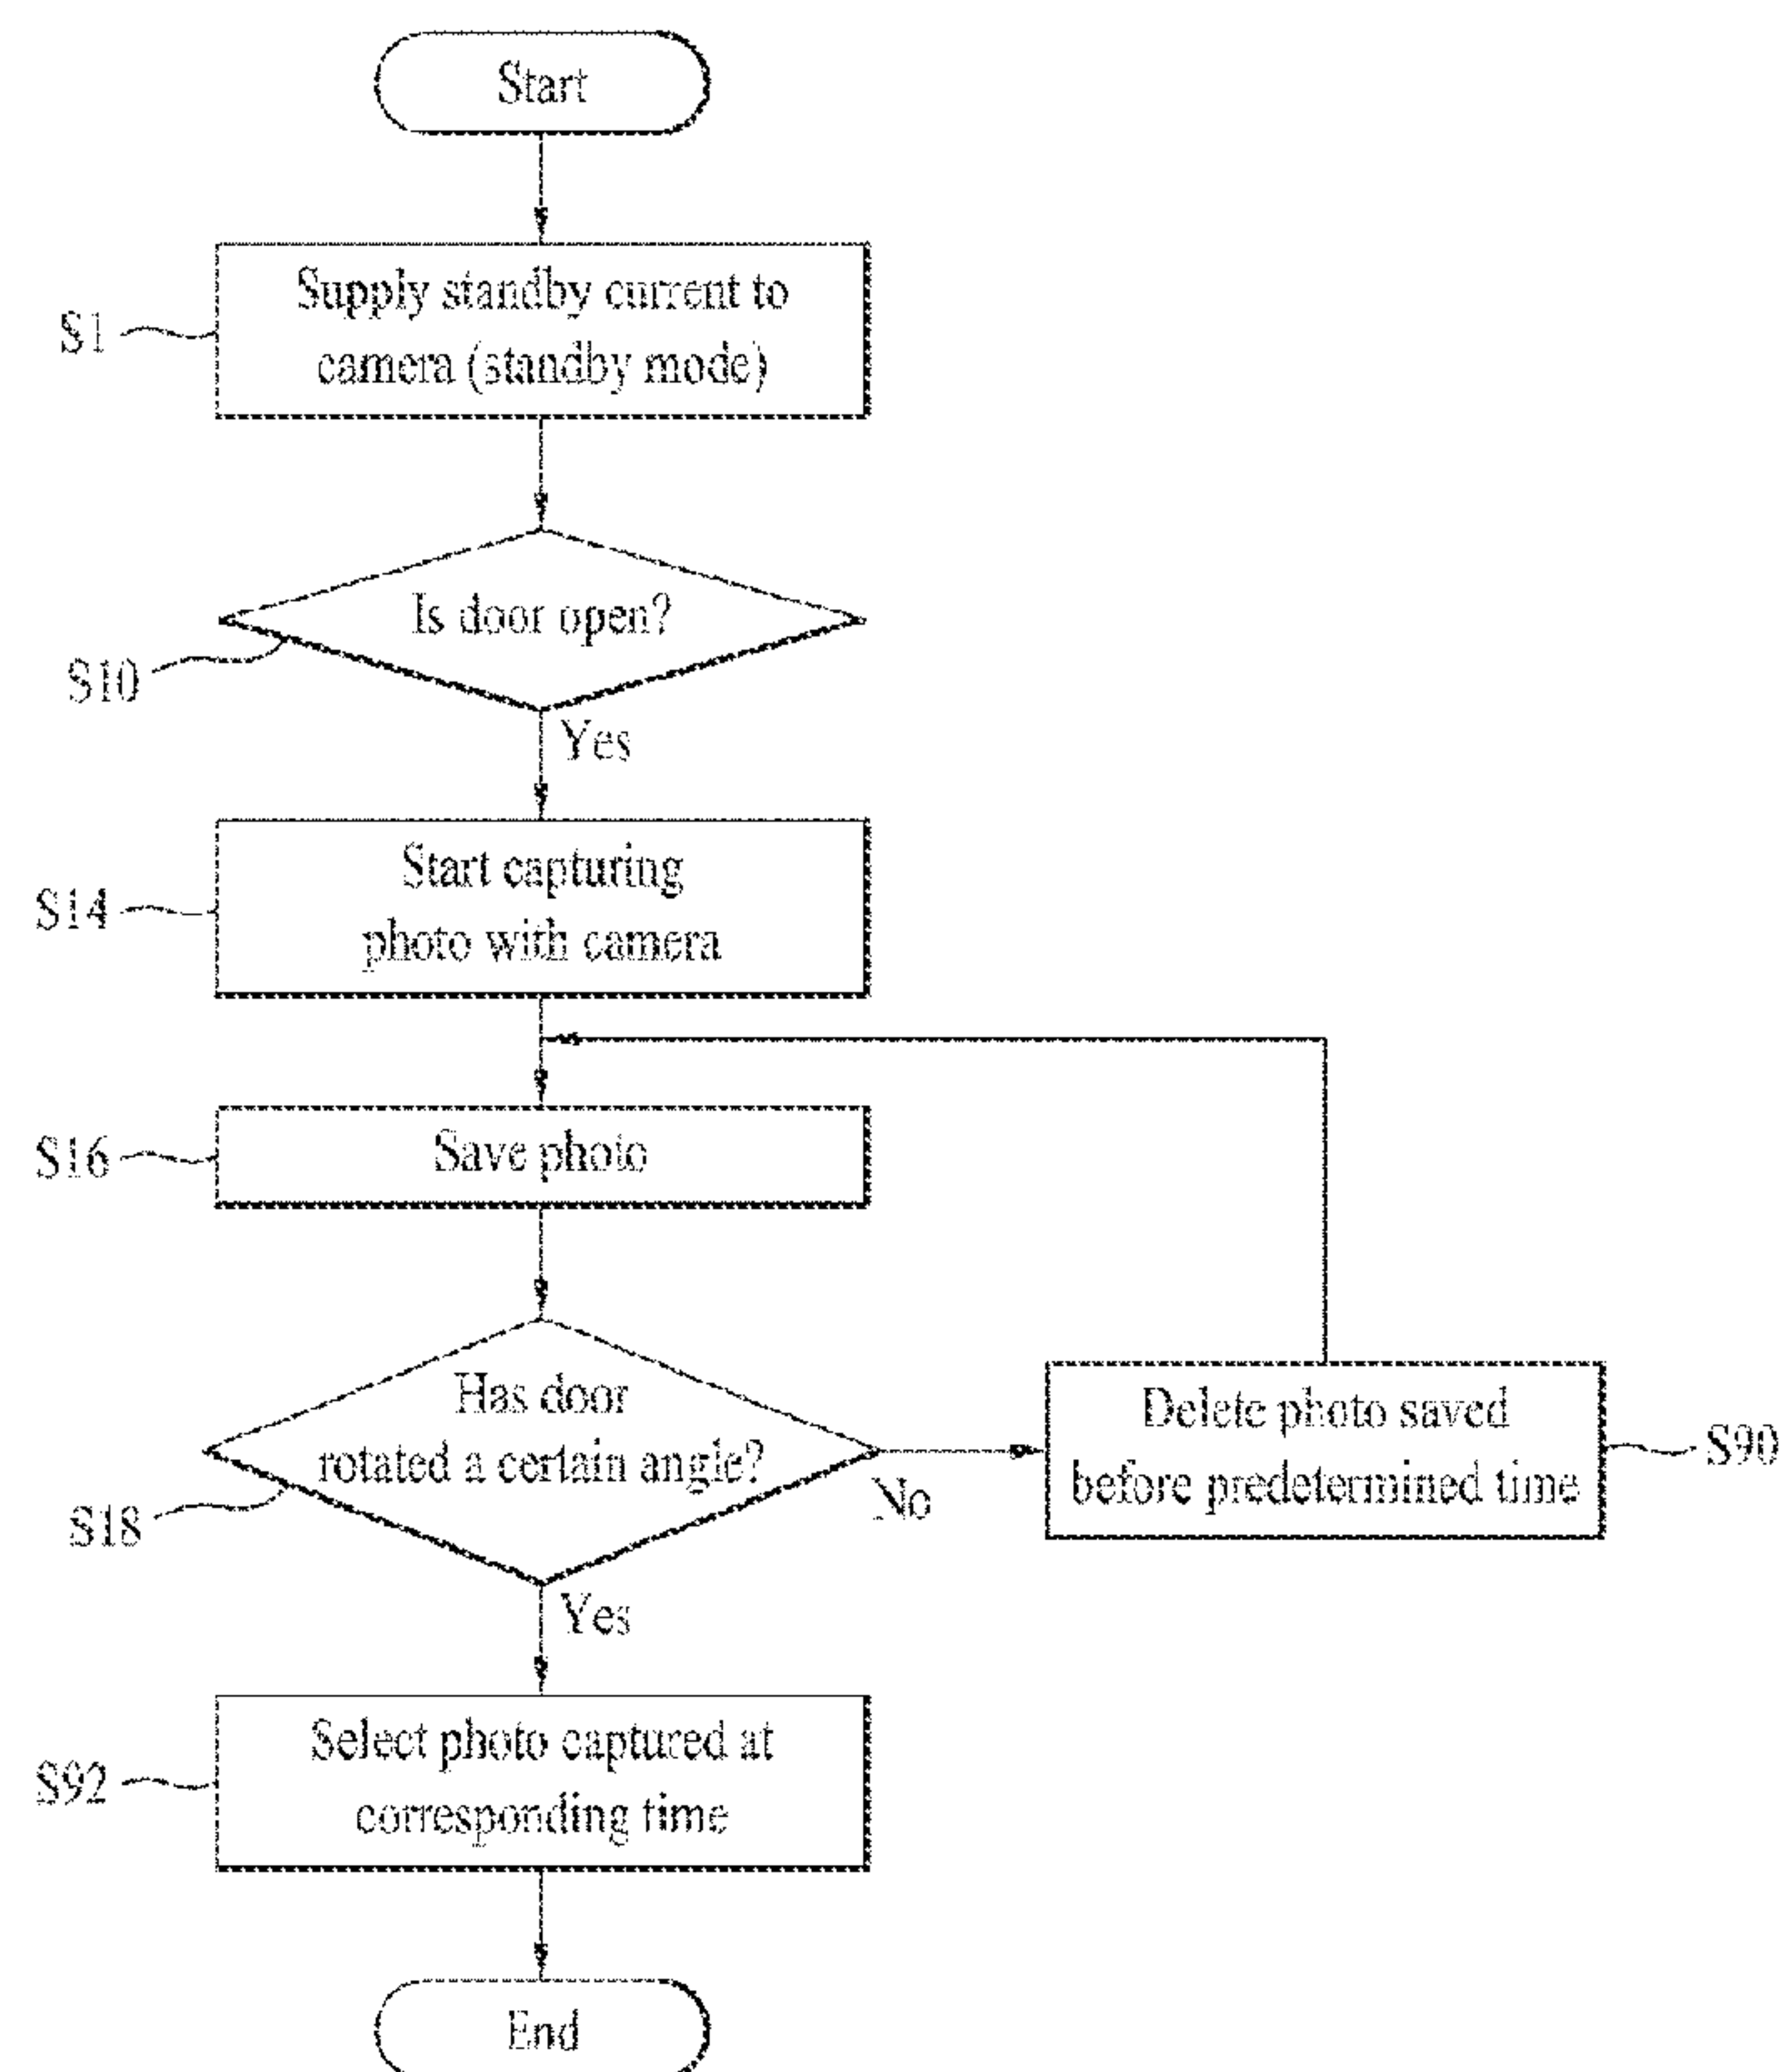 Start
Supply standby current to
camera (standby mode)
S1
Is door open?
S10
Yes
Start capturing
photo with camera
S14
Save photo
S16
Has door
rotated a certain angle?
S18
No
Delete photo saved
before predetermined time
S90
Yes
Select photo captured at
corresponding time
S92
End